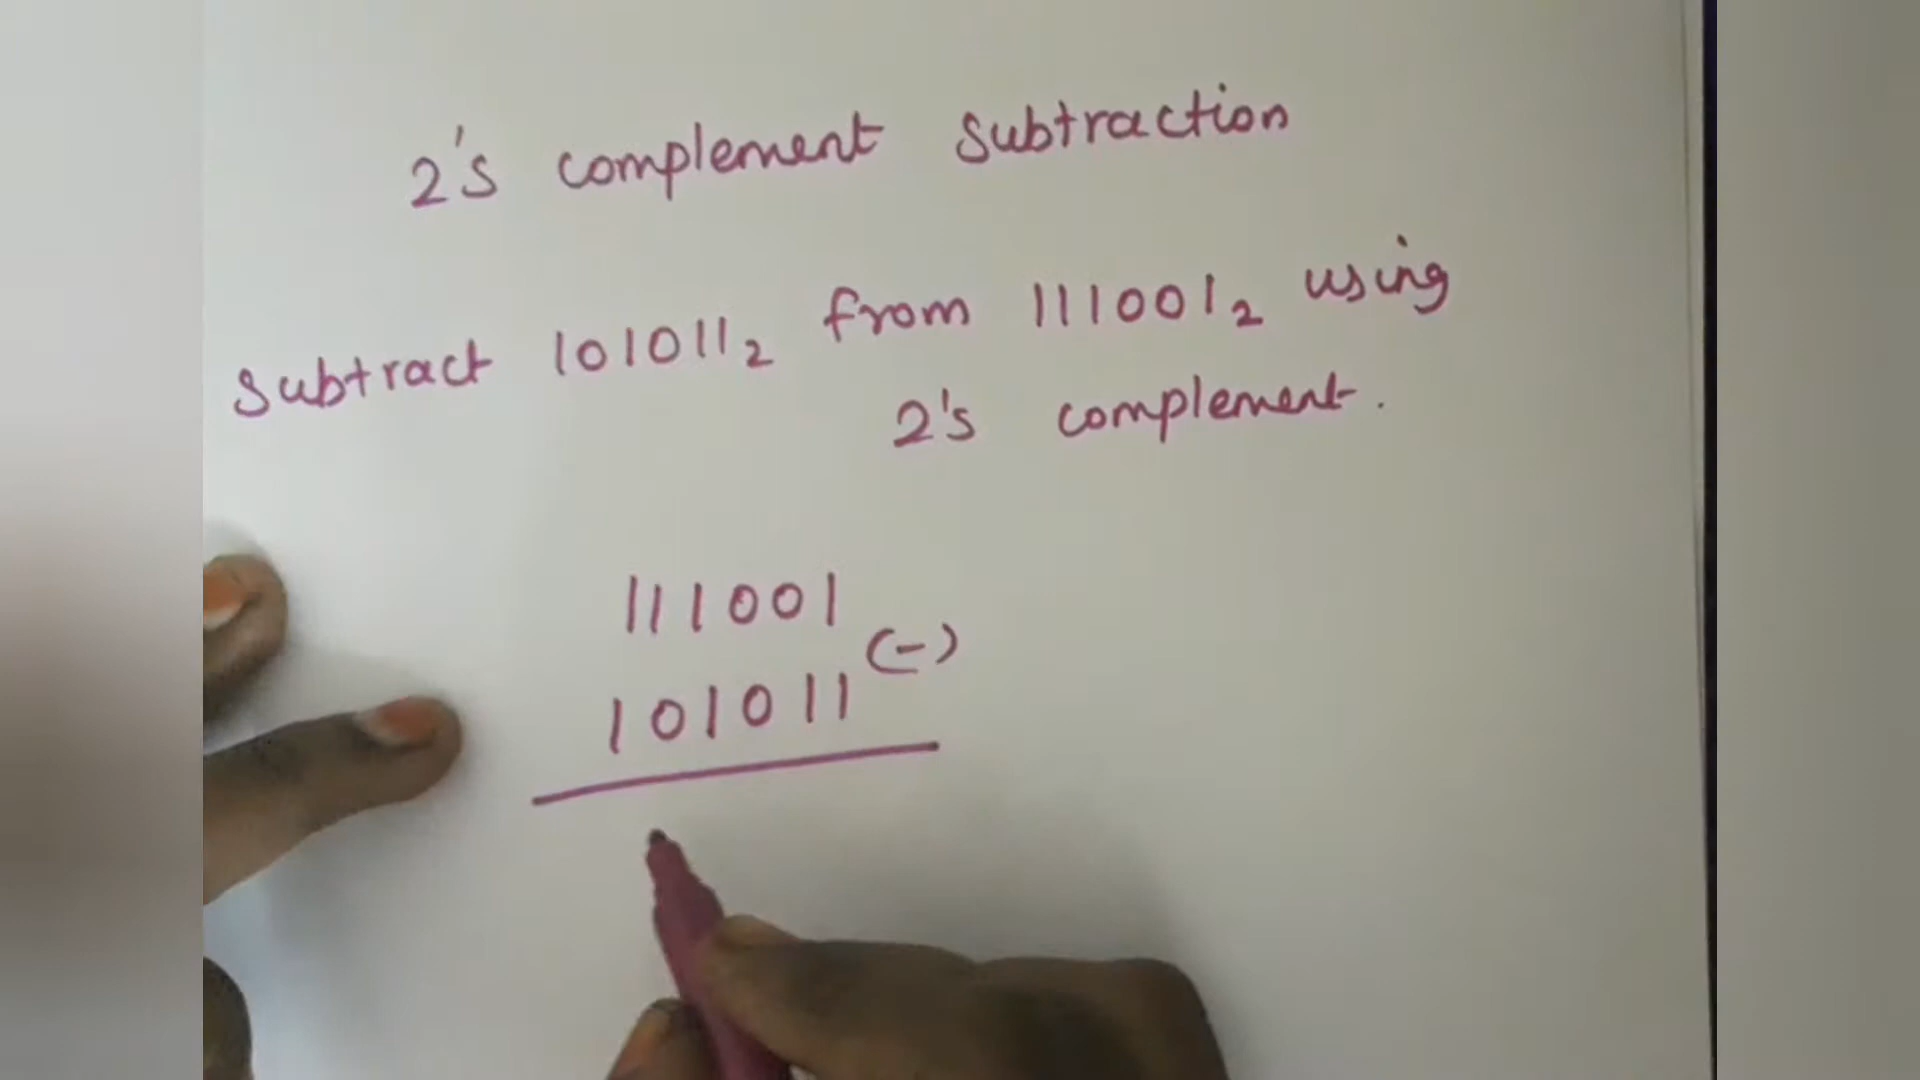 2's complement subtraction
subtract 101011₂ from 111001₂ using
2's complement.
111001
(-)
101011